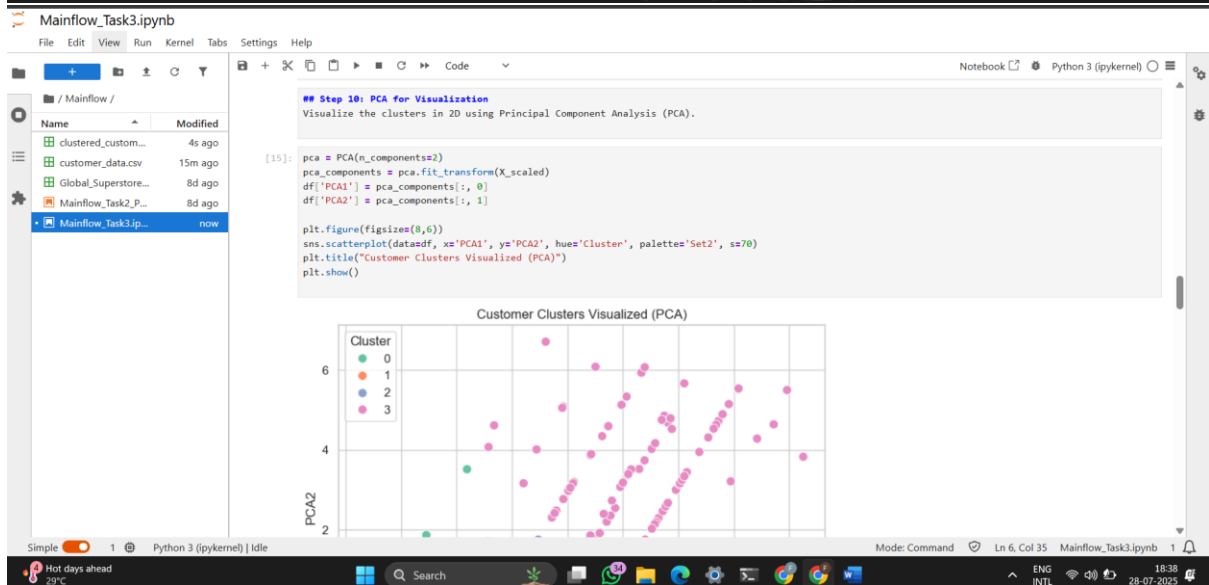 Mainflow_Task3.ipynb
File Edit View Run Kernel Tabs Settings Help
Code
Notebook
Python 3 (ipykernel)
/ Mainflow /
Name Modified
clustered_custom... 4s ago
customer_data.csv 15m ago
Global_Superstore... 8d ago
Mainflow_Task2_P... 8d ago
Mainflow_Task3.ip... now
## Step 10: PCA for Visualization
Visualize the clusters in 2D using Principal Component Analysis (PCA).
[15]: pca = PCA(n_components=2)
pca_components = pca.fit_transform(X_scaled)
df['PCA1'] = pca_components[:, 0]
df['PCA2'] = pca_components[:, 1]
plt.figure(figsize=(8,6))
sns.scatterplot(data=df, x='PCA1', y='PCA2', hue='Cluster', palette='Set2', s=70)
plt.title("Customer Clusters Visualized (PCA)")
plt.show()
Customer Clusters Visualized (PCA)
Cluster
0
1
2
3
6
4
2
PCA2
Simple 1 Python 3 (ipykernel) | Idle
Mode: Command Ln 6, Col 35 Mainflow_Task3.ipynb 1
4
Hot days ahead
29°C
Search
34
ENG
INTL
18:38
28-07-2025